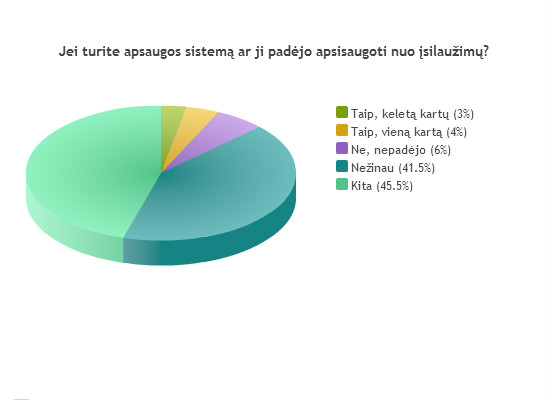 Jei turite apsaugos sistemą ar ji padėjo apsisaugoti nuo įsilaužimų?
Taip, keletą kartų (3%)
Taip, vieną kartą (4%)
Ne, nepadėjo (6%)
Nežinau (41.5%)
Kita (45.5%)